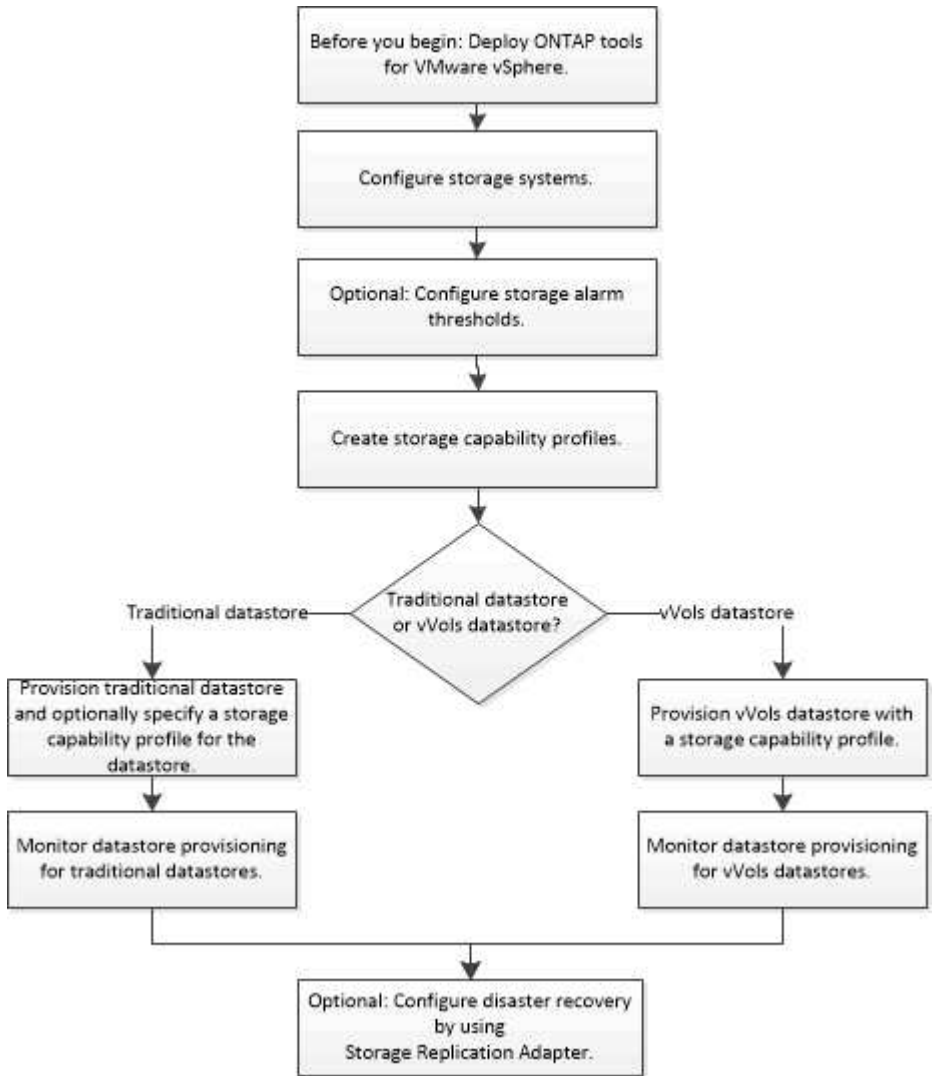 Before you begin: Deploy ONTAP tools
for VMware vSphere.
Configure storage systems.
Optional: Configure storage alarm
thresholds.
Create storage capability profiles.
Traditional datastore
or vVols datastore?
Traditional datastore
vVols datastore
Provision traditional datastore
and optionally specify a storage
capability profile for the
datastore.
Provision vVols datastore with
a storage capability profile.
Monitor datastore provisioning
for traditional datastores.
Monitor datastore provisioning
for vVols datastores.
Optional: Configure disaster recovery
by using
Storage Replication Adapter.